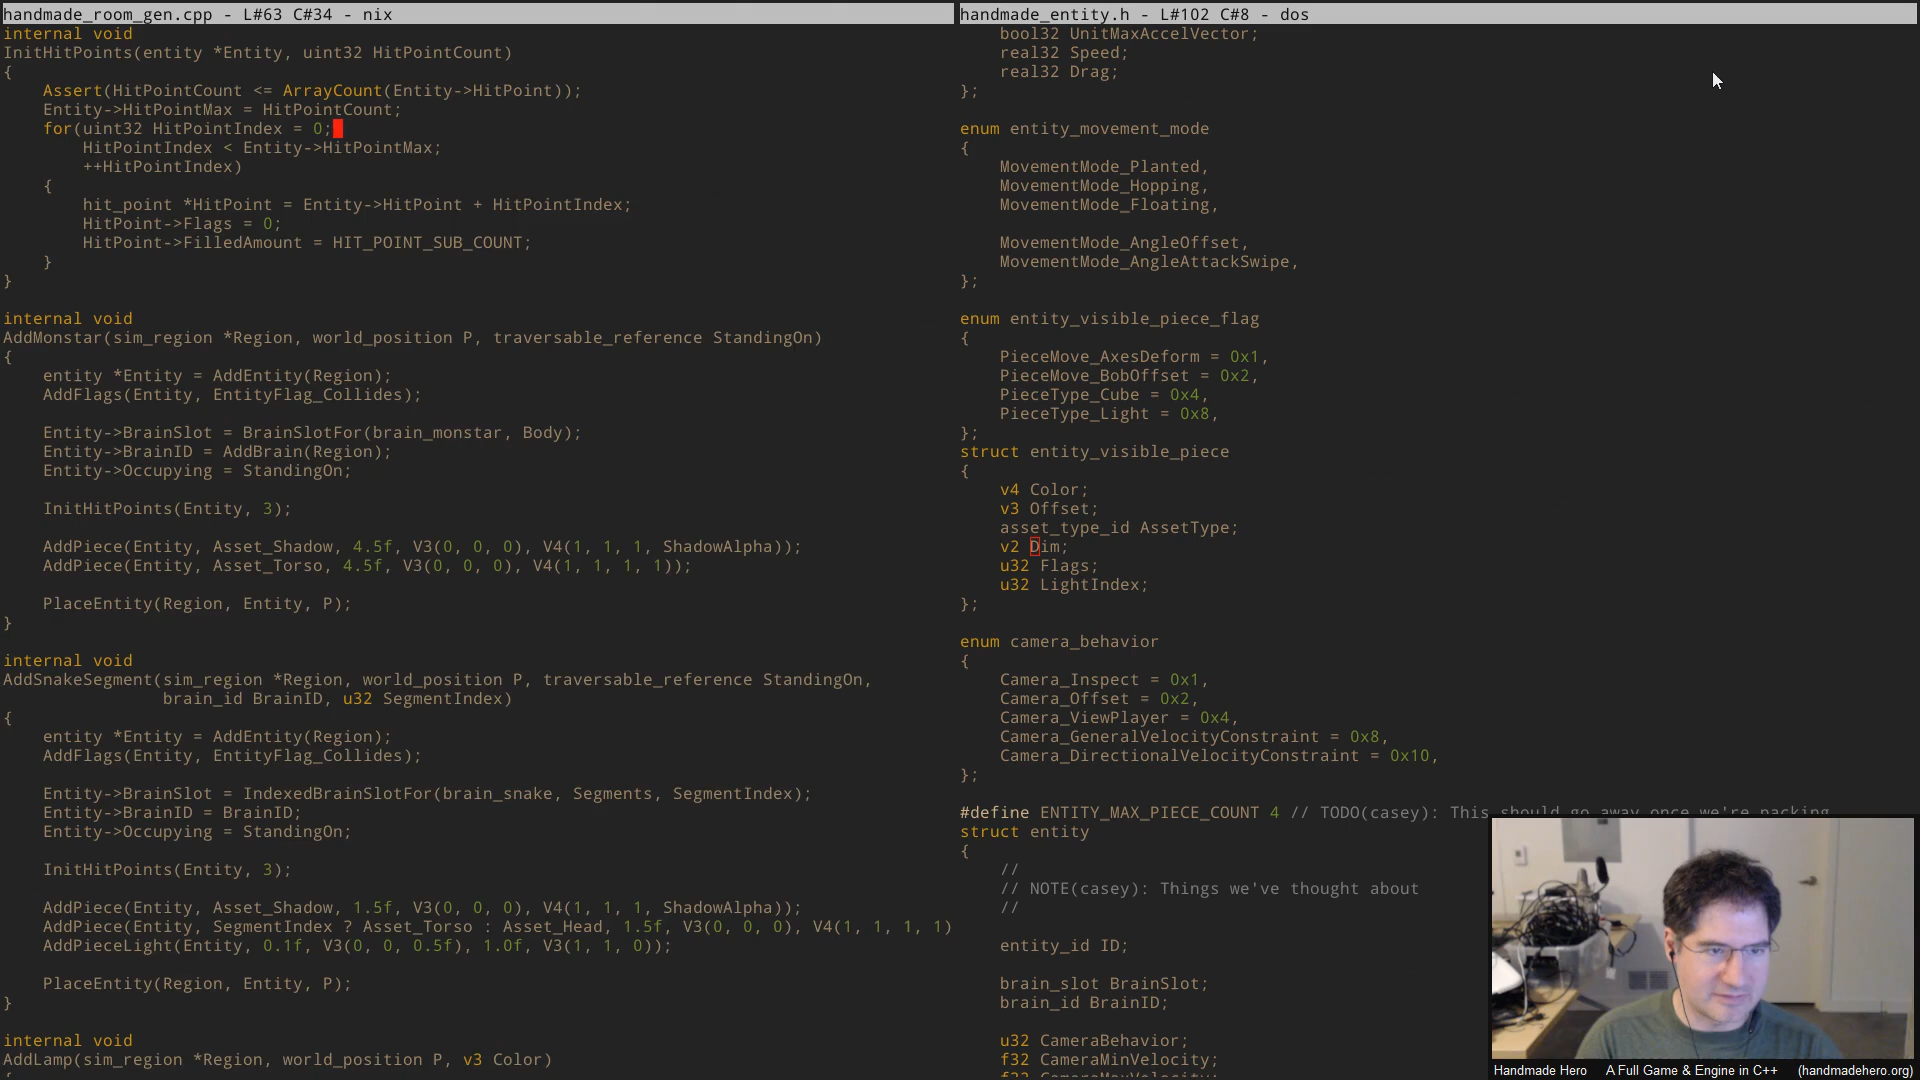 handmade_room_gen.cpp - L#63 C#34 - nix
internal void
InitHitPoints(entity *Entity, uint32 HitPointCount)
{
    Assert(HitPointCount <= ArrayCount(Entity->HitPoint));
    Entity->HitPointMax = HitPointCount;
    for(uint32 HitPointIndex = 0;
        HitPointIndex < Entity->HitPointMax;
        ++HitPointIndex)
    {
        hit_point *HitPoint = Entity->HitPoint + HitPointIndex;
        HitPoint->Flags = 0;
        HitPoint->FilledAmount = HIT_POINT_SUB_COUNT;
    }
}
internal void
AddMonstar(sim_region *Region, world_position P, traversable_reference StandingOn)
{
    entity *Entity = AddEntity(Region);
    AddFlags(Entity, EntityFlag_Collides);
    Entity->BrainSlot = BrainSlotFor(brain_monstar, Body);
    Entity->BrainID = AddBrain(Region);
    Entity->Occupying = StandingOn;
    InitHitPoints(Entity, 3);
    AddPiece(Entity, Asset_Shadow, 4.5f, V3(0, 0, 0), V4(1, 1, 1, ShadowAlpha));
    AddPiece(Entity, Asset_Torso, 4.5f, V3(0, 0, 0), V4(1, 1, 1, 1));
    PlaceEntity(Region, Entity, P);
}
internal void
AddSnakeSegment(sim_region *Region, world_position P, traversable_reference StandingOn,
                brain_id BrainID, u32 SegmentIndex)
{
    entity *Entity = AddEntity(Region);
    AddFlags(Entity, EntityFlag_Collides);
    Entity->BrainSlot = IndexedBrainSlotFor(brain_snake, Segments, SegmentIndex);
    Entity->BrainID = BrainID;
    Entity->Occupying = StandingOn;
    InitHitPoints(Entity, 3);
    AddPiece(Entity, Asset_Shadow, 1.5f, V3(0, 0, 0), V4(1, 1, 1, ShadowAlpha));
    AddPiece(Entity, SegmentIndex ? Asset_Torso : Asset_Head, 1.5f, V3(0, 0, 0), V4(1, 1, 1, 1)
    AddPieceLight(Entity, 0.1f, V3(0, 0, 0.5f), 1.0f, V3(1, 1, 0));
    PlaceEntity(Region, Entity, P);
}
internal void
AddLamp(sim_region *Region, world_position P, v3 Color)
handmade_entity.h - L#102 C#8 - dos
    bool32 UnitMaxAccelVector;
    real32 Speed;
    real32 Drag;
};
enum entity_movement_mode
{
    MovementMode_Planted,
    MovementMode_Hopping,
    MovementMode_Floating,
    MovementMode_AngleOffset,
    MovementMode_AngleAttackSwipe,
};
enum entity_visible_piece_flag
{
    PieceMove_AxesDeform = 0x1,
    PieceMove_BobOffset = 0x2,
    PieceType_Cube = 0x4,
    PieceType_Light = 0x8,
};
struct entity_visible_piece
{
    v4 Color;
    v3 Offset;
    asset_type_id AssetType;
    v2 Dim;
    u32 Flags;
    u32 LightIndex;
};
enum camera_behavior
{
    Camera_Inspect = 0x1,
    Camera_Offset = 0x2,
    Camera_ViewPlayer = 0x4,
    Camera_GeneralVelocityConstraint = 0x8,
    Camera_DirectionalVelocityConstraint = 0x10,
};
#define ENTITY_MAX_PIECE_COUNT 4 // TODO(casey): This should go away once we're packing
struct entity
{
    //
    // NOTE(casey): Things we've thought about
    //
    entity_id ID;
    brain_slot BrainSlot;
    brain_id BrainID;
    u32 CameraBehavior;
    f32 CameraMinVelocity;
    f32 CameraMaxVelocity;
Handmade Hero A Full Game & Engine in C++ (handmadehero.org)